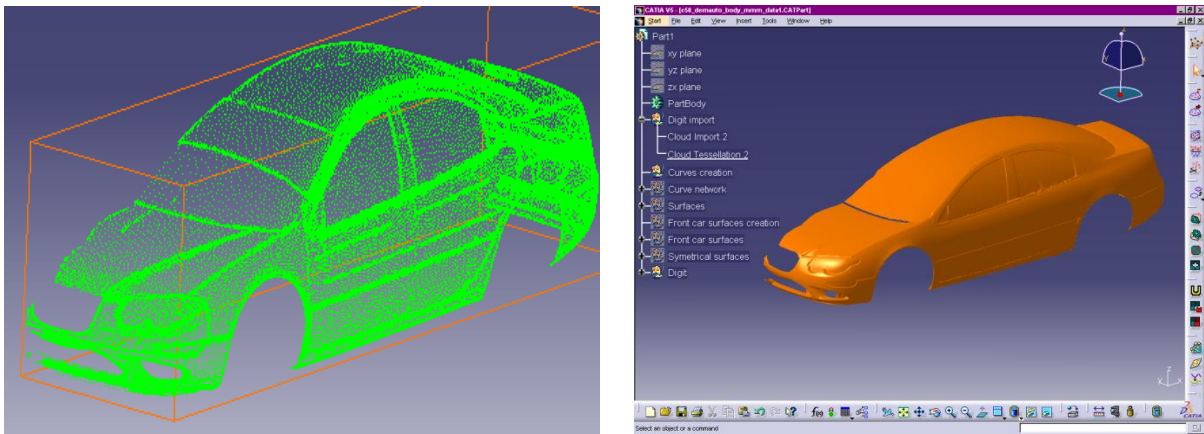 CATIA V5 - [c58_demauto_body_mmm_data1.CATPart]
Start File Edit View Insert Tools Window Help
Part1
xy plane
yz plane
zx plane
PartBody
Digit import
Cloud Import.2
Cloud Tessellation.2
Curves creation
Curve network
Surfaces
Front car surfaces creation
Front car surfaces
Symetrical surfaces
Digit
z
x
f(x)
CATIA
Select an object or a command